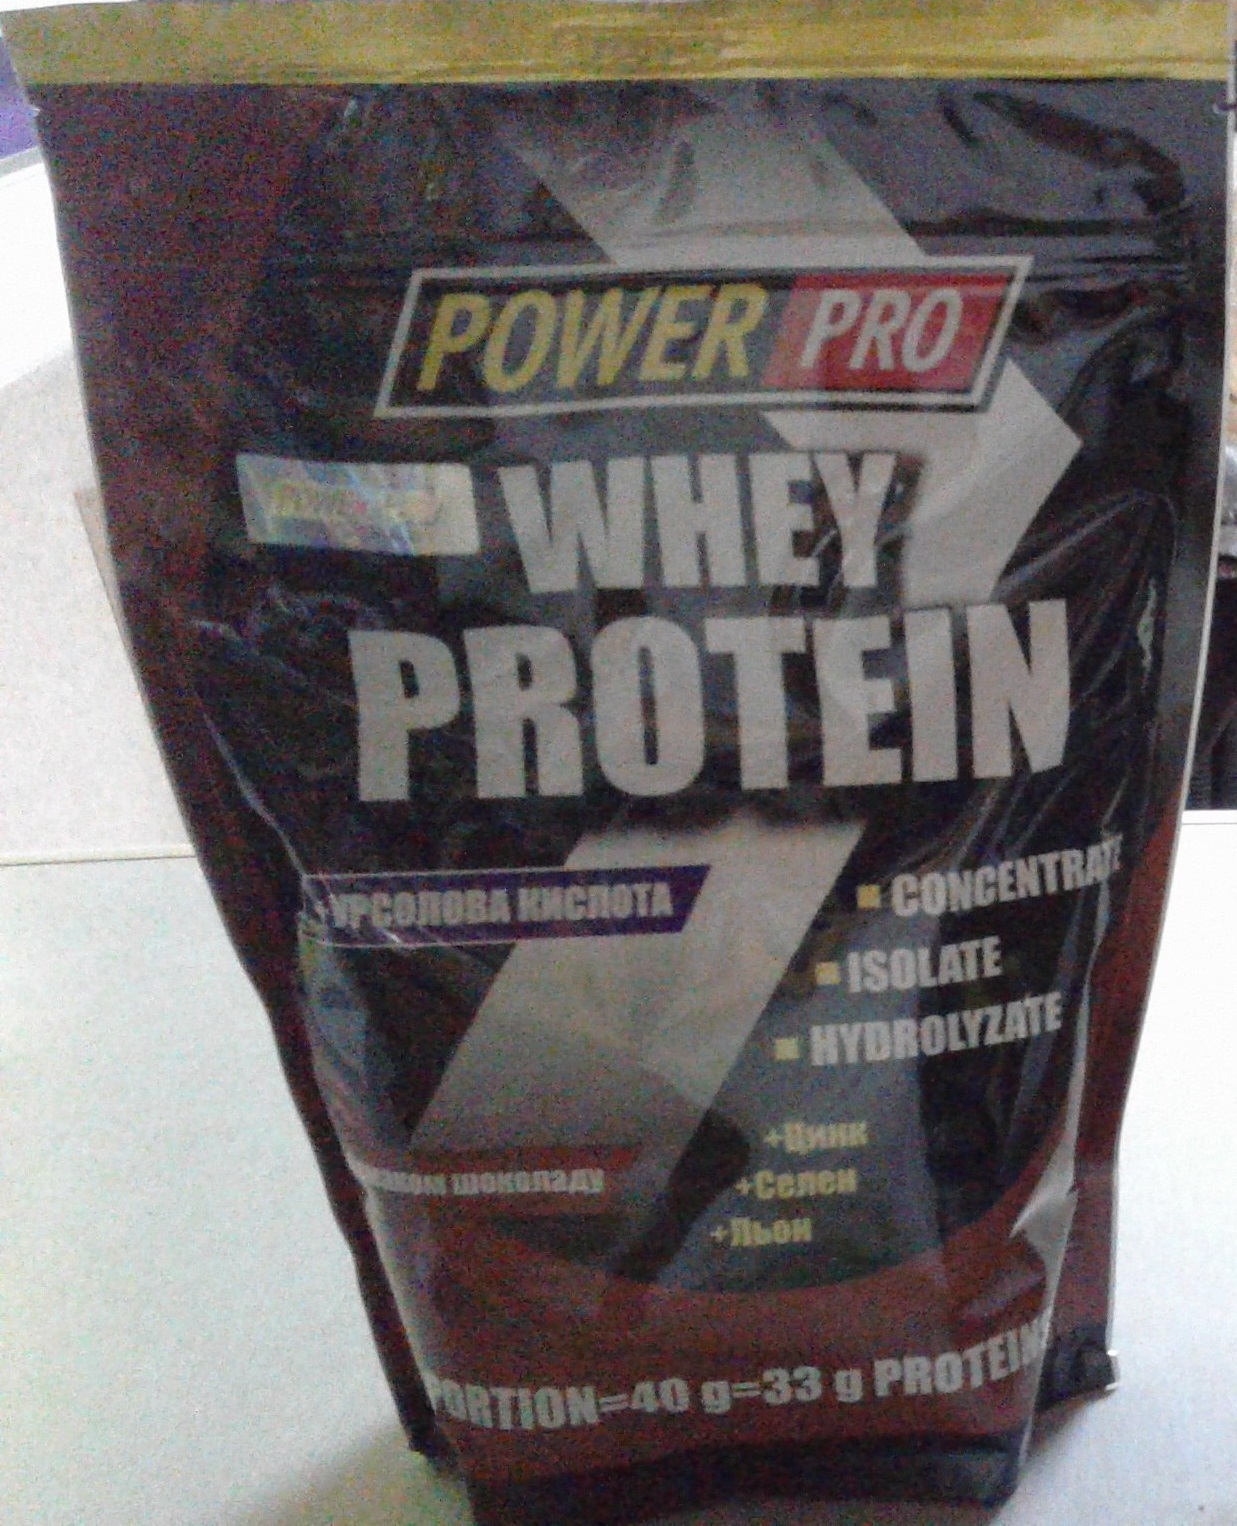 POWER PRO
WHEY
PROTEIN
УРСОЛОВА КИСЛОТА
CONCENTRATE
ISOLATE
HYDROLYZATE
+Цинк
+Селен
+Льон
шоколаду
PORTION=40 g=33 g PROTEIN